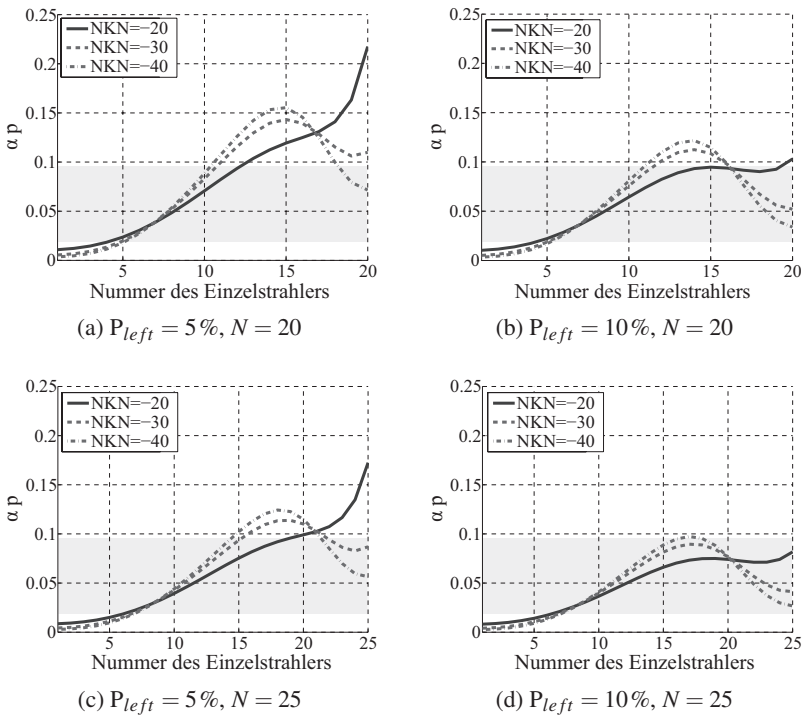 0.25
0.2
0.15
0.1
0.05
0
α p
NKN=−20
NKN=−30
NKN=−40
5
10
15
20
Nummer des Einzelstrahlers
(a) P_left = 5%, N = 20
0.25
0.2
0.15
0.1
0.05
0
α p
NKN=−20
NKN=−30
NKN=−40
5
10
15
20
Nummer des Einzelstrahlers
(b) P_left = 10%, N = 20
0.25
0.2
0.15
0.1
0.05
0
α p
NKN=−20
NKN=−30
NKN=−40
5
10
15
20
25
Nummer des Einzelstrahlers
(c) P_left = 5%, N = 25
0.25
0.2
0.15
0.1
0.05
0
α p
NKN=−20
NKN=−30
NKN=−40
5
10
15
20
25
Nummer des Einzelstrahlers
(d) P_left = 10%, N = 25